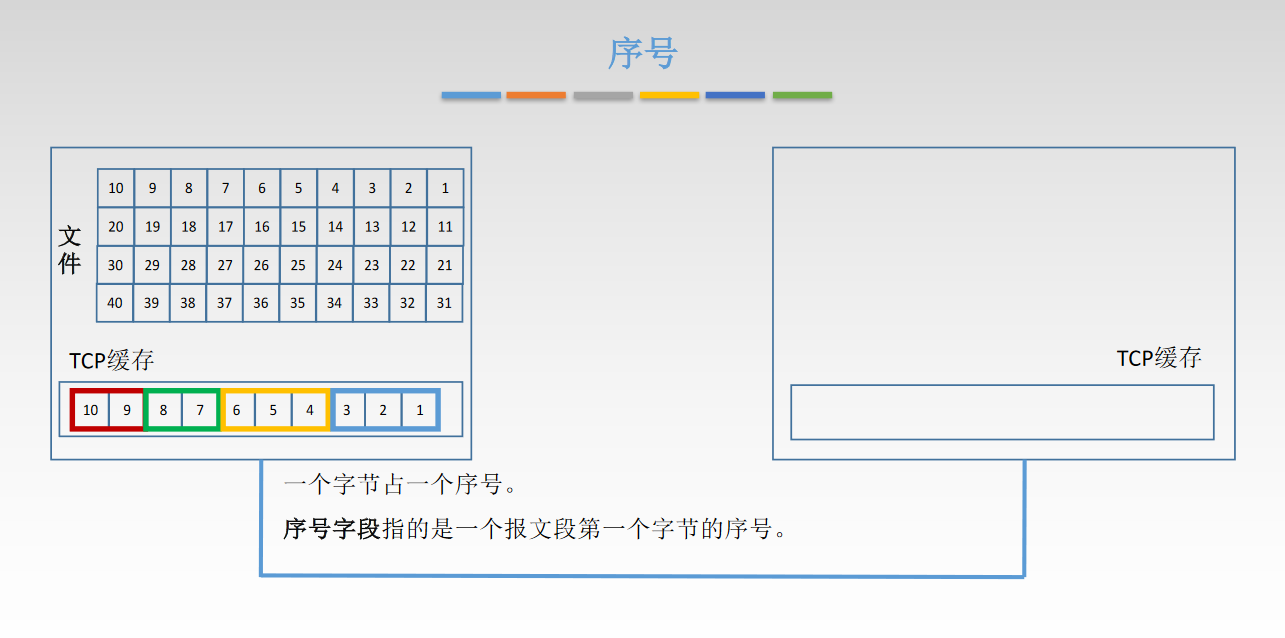 序号
文件
10 9 8 7 6 5 4 3 2 1
20 19 18 17 16 15 14 13 12 11
30 29 28 27 26 25 24 23 22 21
40 39 38 37 36 35 34 33 32 31
TCP缓存
10 9 8 7 6 5 4 3 2 1
TCP缓存
一个字节占一个序号。
序号字段指的是一个报文段第一个字节的序号。